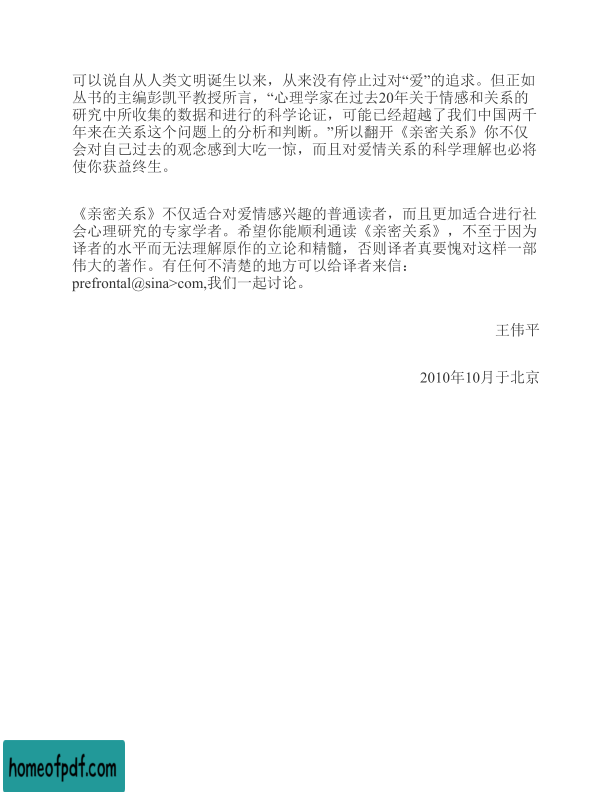 可以说自从人类文明诞生以来，从来没有停止过对“爱”的追求。但正如
丛书的主编彭凯平教授所言，“心理学家在过去20年关于情感和关系的
研究中所收集的数据和进行的科学论证，可能已经超越了我们中国两千
年来在关系这个问题上的分析和判断。”所以翻开《亲密关系》你不仅
会对自己过去的观念感到大吃一惊，而且对爱情关系的科学理解也必将
使你获益终生。
《亲密关系》不仅适合对爱情感兴趣的普通读者，而且更加适合进行社
会心理研究的专家学者。希望你能顺利通读《亲密关系》，不至于因为
译者的水平而无法理解原作的立论和精髓，否则译者真要愧对这样一部
伟大的著作。有任何不清楚的地方可以给译者来信：
prefrontal@sina>com,我们一起讨论。
王伟平
2010年10月于北京
homeofpdf.com